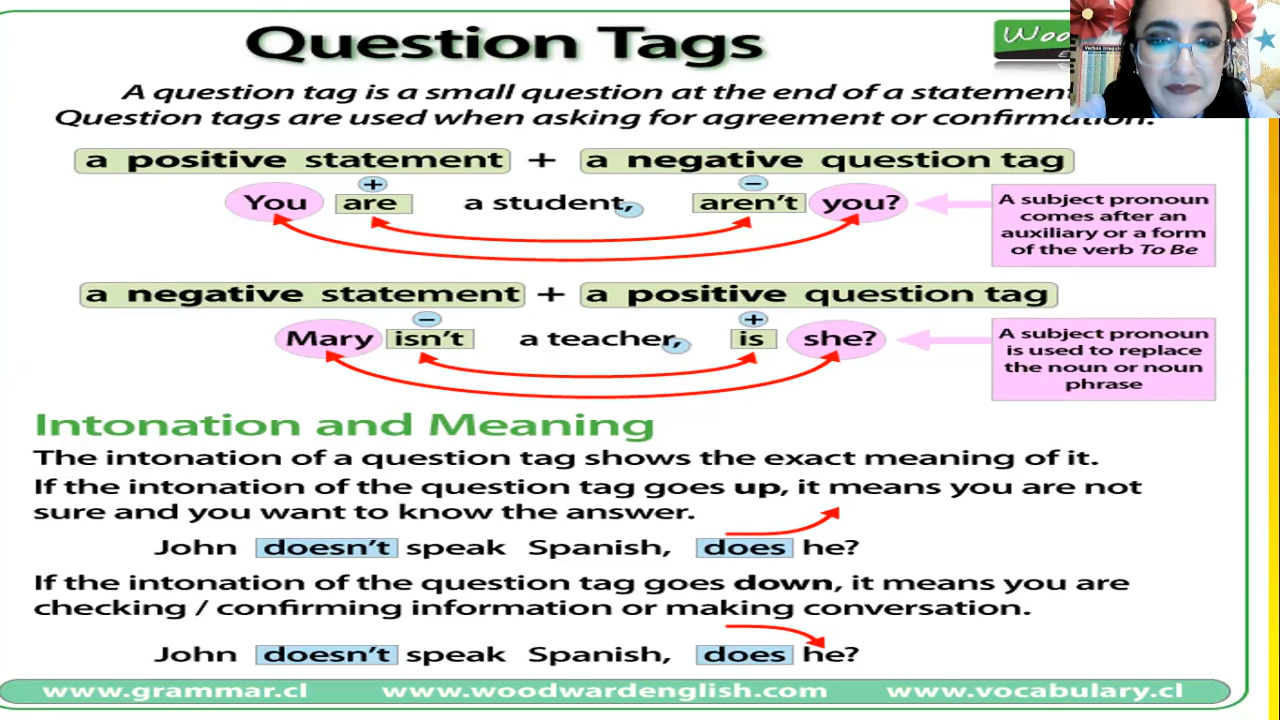 Question Tags
A question tag is a small question at the end of a statement
Question tags are used when asking for agreement or confirmation.
a positive statement + a negative question tag
+ −
You are a student, aren't you?
A subject pronoun
comes after an
auxiliary or a form
of the verb To Be
a negative statement + a positive question tag
− +
Mary isn't a teacher, is she?
A subject pronoun
is used to replace
the noun or noun
phrase
Intonation and Meaning
The intonation of a question tag shows the exact meaning of it.
If the intonation of the question tag goes up, it means you are not
sure and you want to know the answer.
John doesn't speak Spanish, does he?
If the intonation of the question tag goes down, it means you are
checking / confirming information or making conversation.
John doesn't speak Spanish, does he?
www.grammar.cl www.woodwardenglish.com www.vocabulary.cl